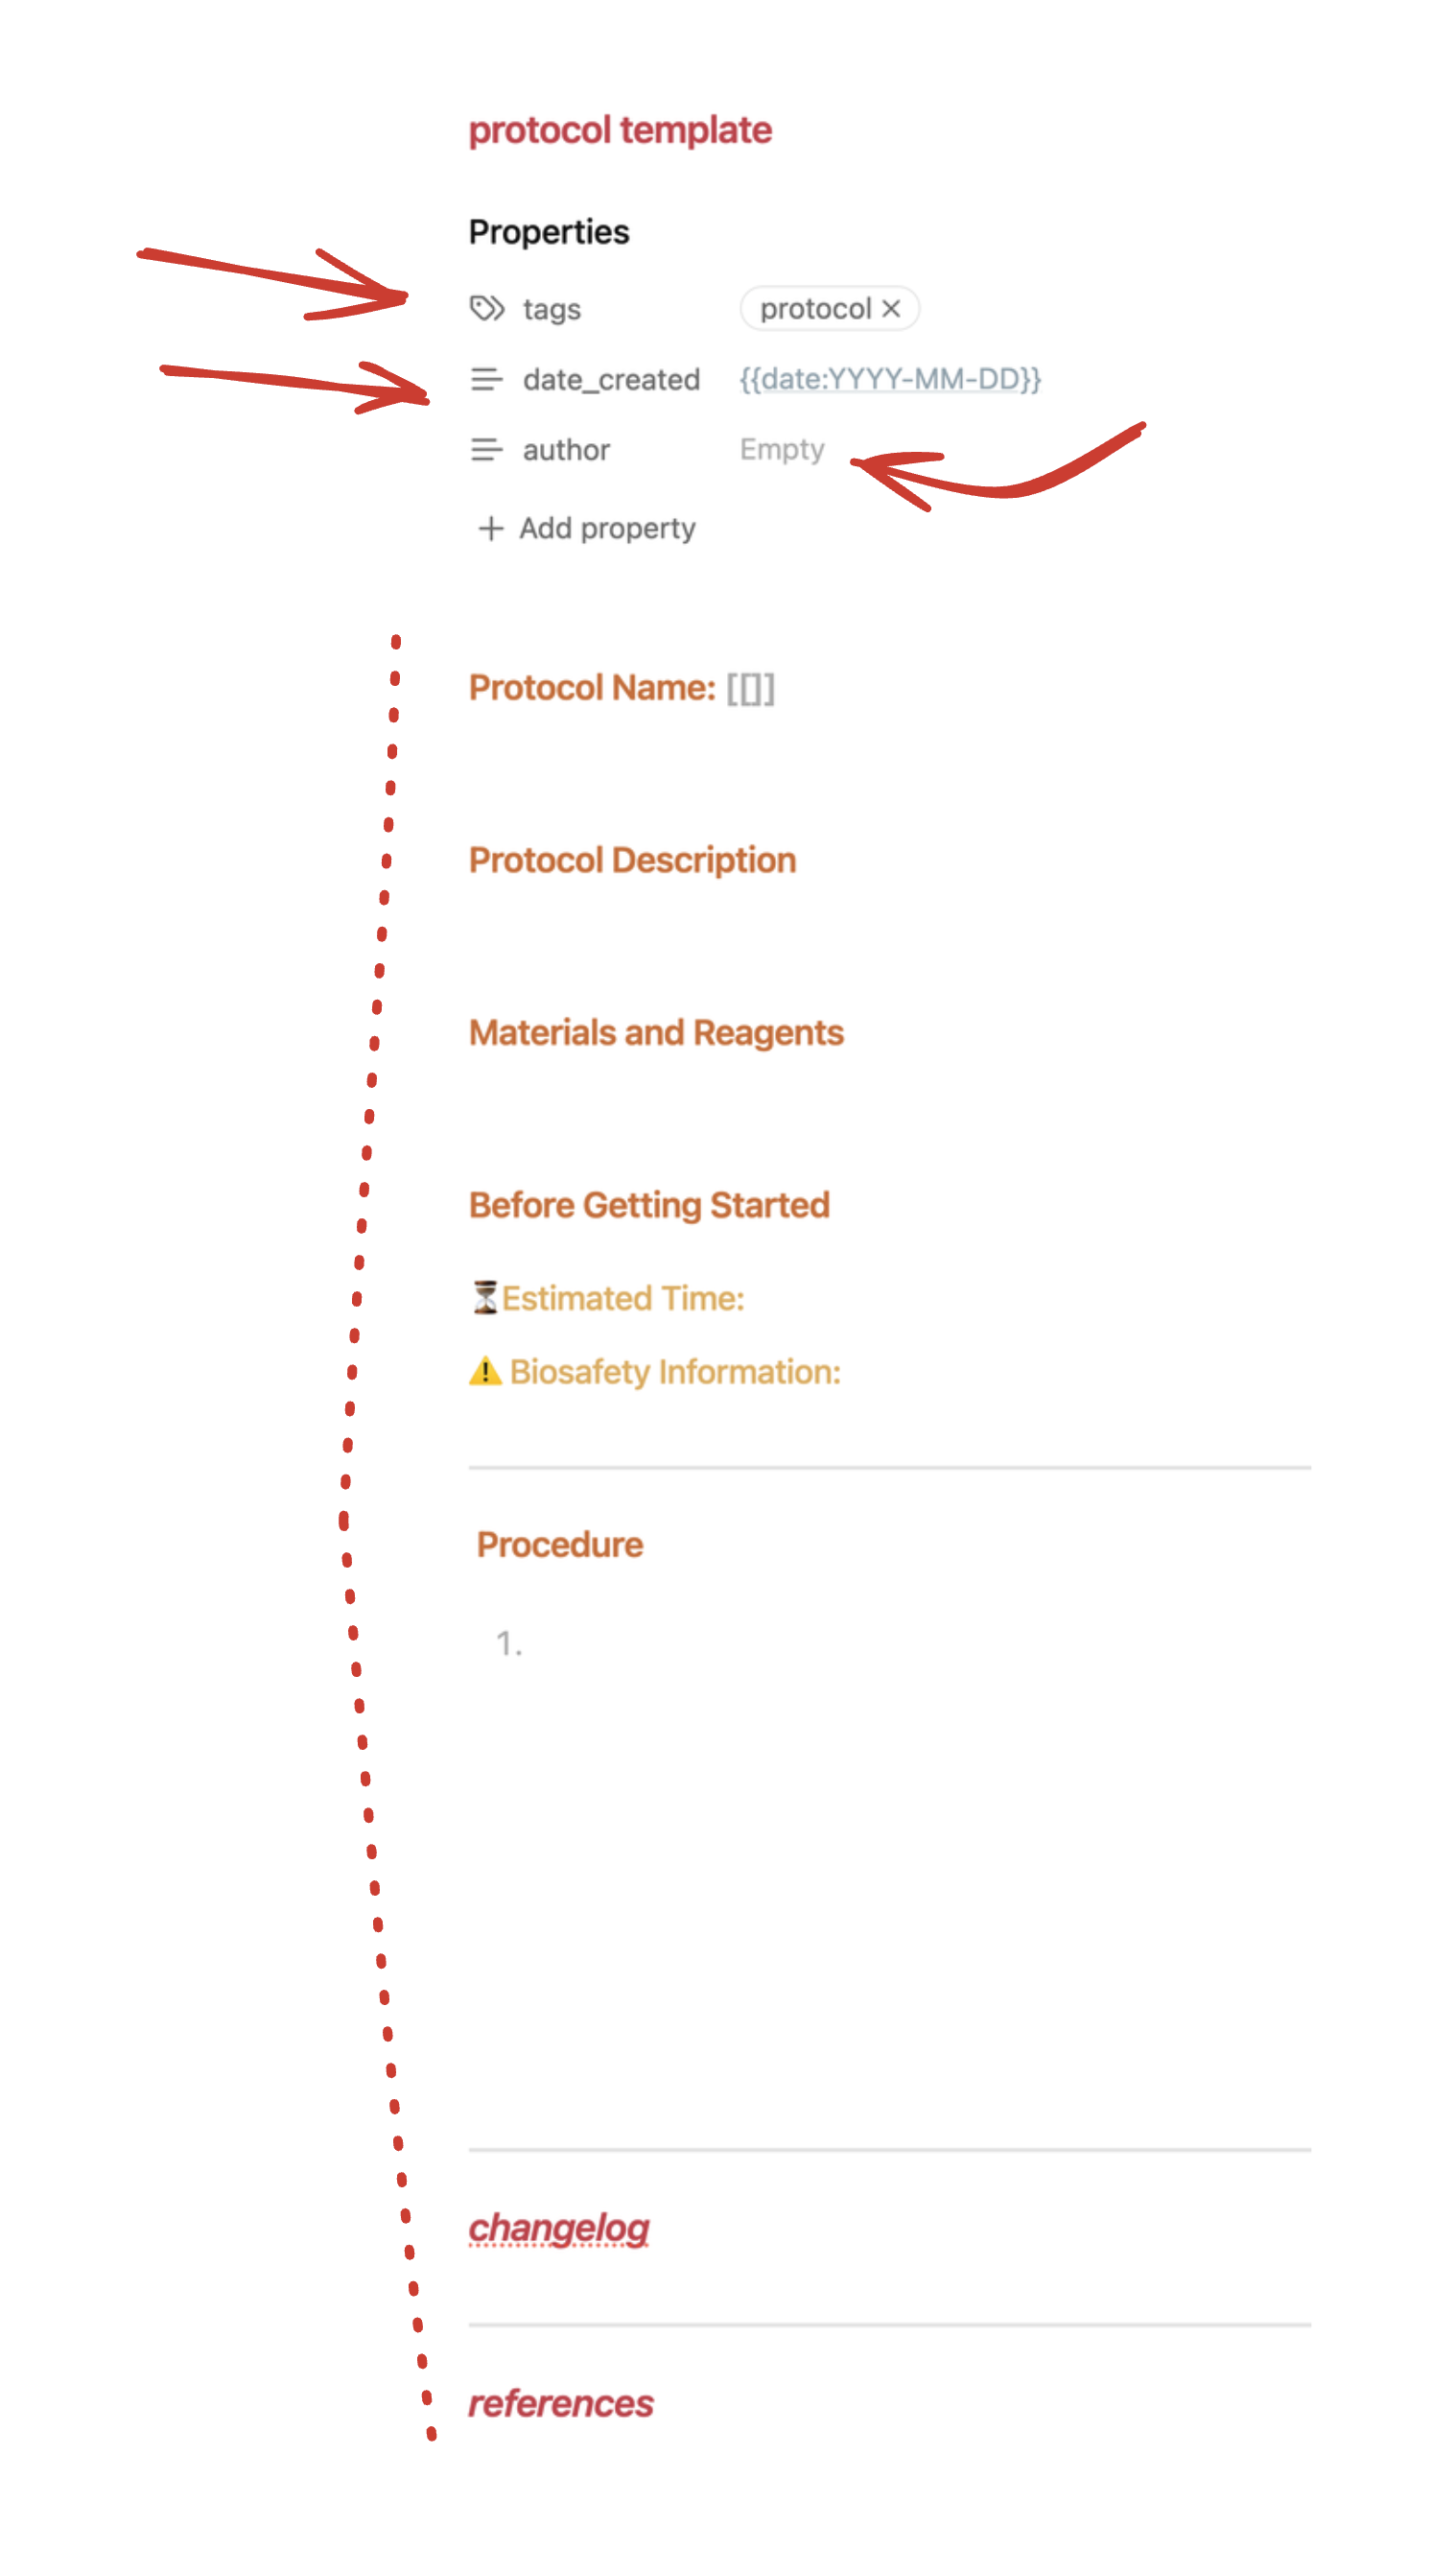 protocol template
Properties
tags protocol ×
date_created {{date:YYYY-MM-DD}}
author Empty
+ Add property
Protocol Name: [[]]
Protocol Description
Materials and Reagents
Before Getting Started
⏳Estimated Time:
⚠️ Biosafety Information:
Procedure
1.
changelog
references